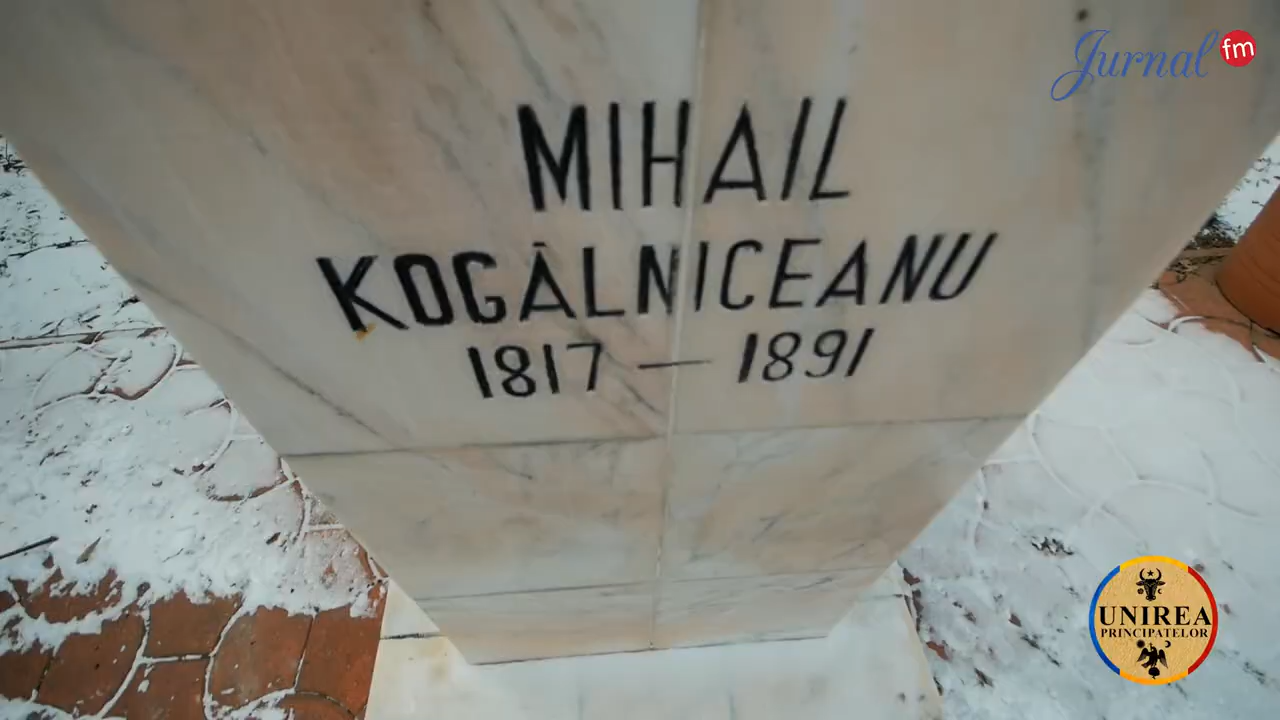 Jurnal fm
MIHAIL
KOGĂLNICEANU
1817 — 1891
UNIREA
PRINCIPATELOR